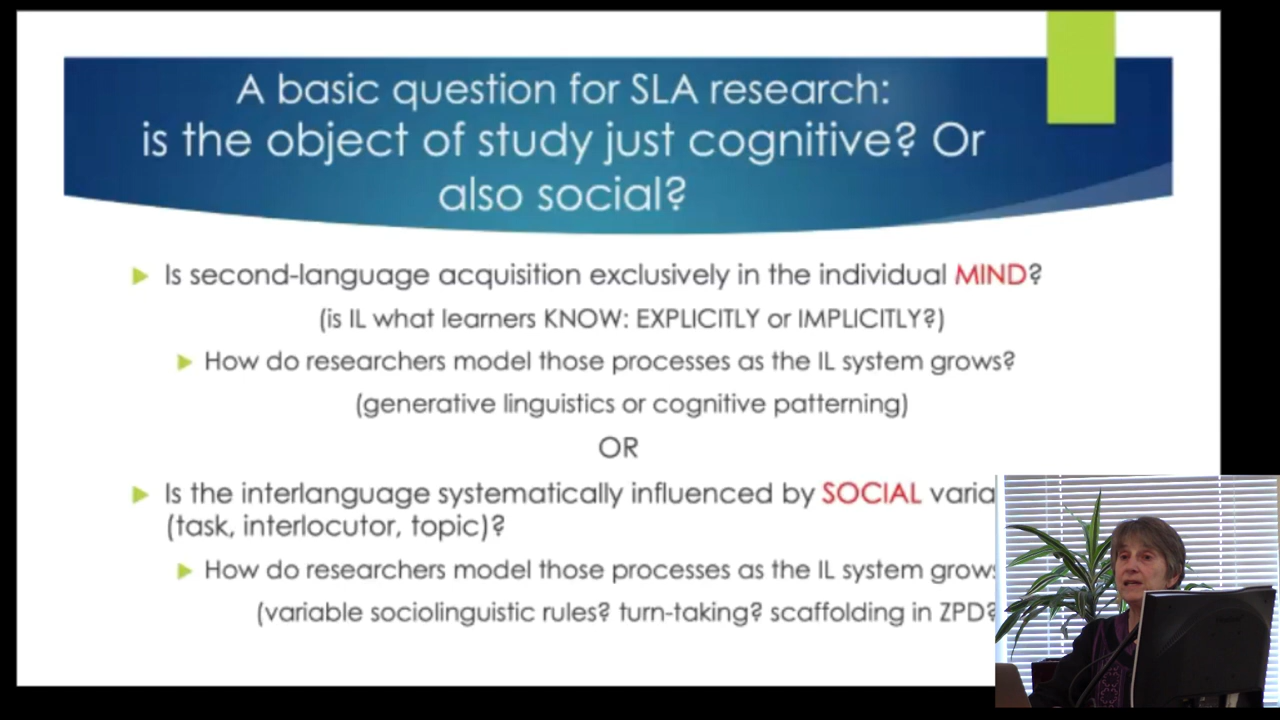 A basic question for SLA research:
is the object of study just cognitive? Or
also social?
Is second-language acquisition exclusively in the individual MIND?
(is IL what learners KNOW: EXPLICITLY or IMPLICITLY?)
How do researchers model those processes as the IL system grows?
(generative linguistics or cognitive patterning)
OR
Is the interlanguage systematically influenced by SOCIAL varia
(task, interlocutor, topic)?
How do researchers model those processes as the IL system grows
(variable sociolinguistic rules? turn-taking? scaffolding in ZPD?